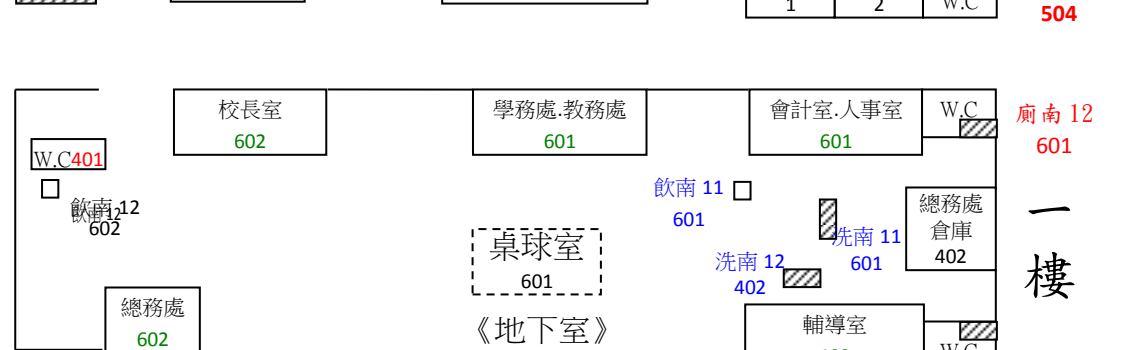 1
2
W.C
504
校長室
602
學務處.教務處
601
會計室.人事室
601
W.C
廁南 12
601
W.C401
飲南 12
飲南 12
602
飲南 11
601
總務處
倉庫
402
洗南 11
601
洗南 12
402
一
樓
桌球室
601
《地下室》
總務處
602
輔導室
W.C